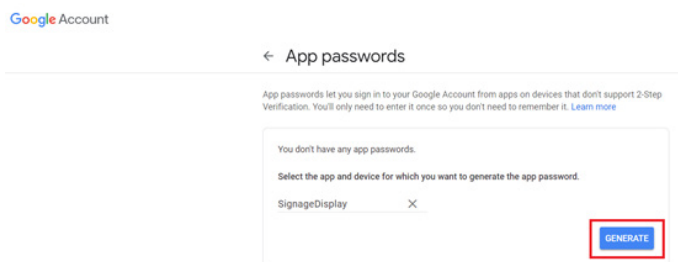 Google Account
← App passwords
App passwords let you sign in to your Google Account from apps on devices that don't support 2-Step
Verification. You'll only need to enter it once so you don't need to remember it. Learn more
You don't have any app passwords.
Select the app and device for which you want to generate the app password.
SignageDisplay
GENERATE